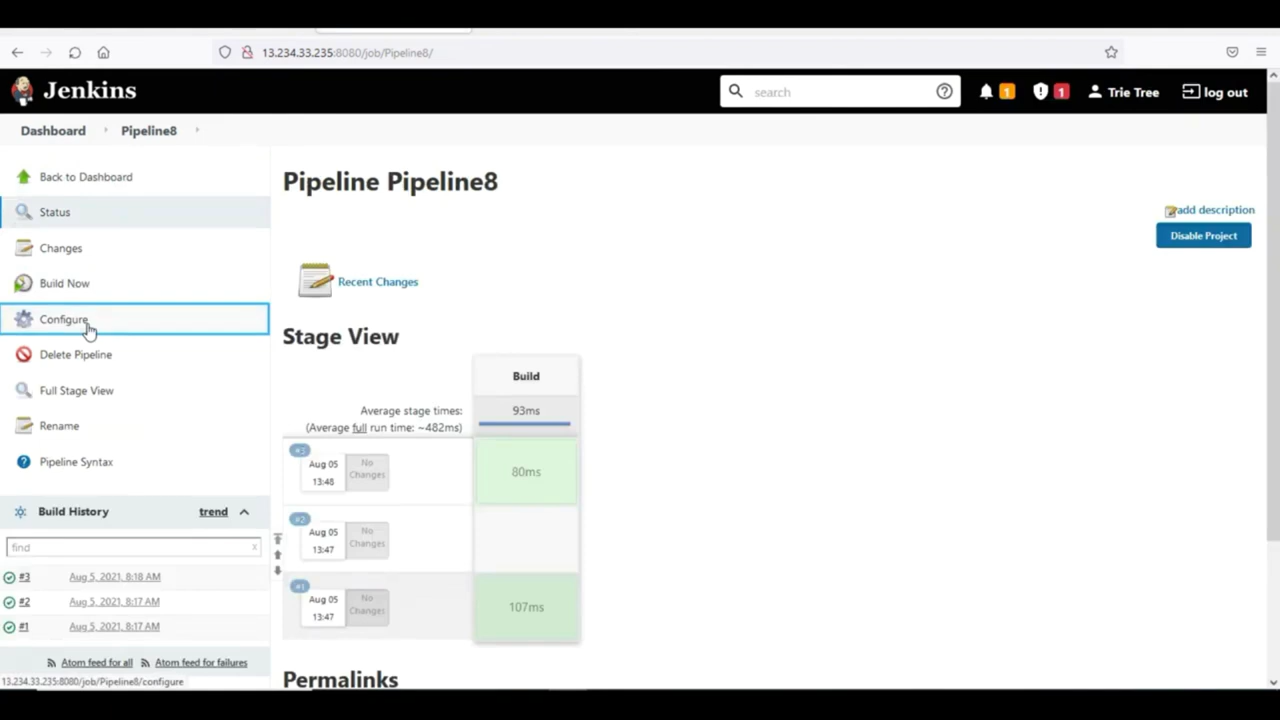 13.234.33.235:8080/job/Pipeline8/
Jenkins
search
1
1
Trie Tree
log out
Dashboard
Pipeline8
Back to Dashboard
Status
Changes
Build Now
Configure
Delete Pipeline
Full Stage View
Rename
Pipeline Syntax
Build History
trend
find
x
#3
Aug 5, 2021, 8:18 AM
#2
Aug 5, 2021, 8:17 AM
#1
Aug 5, 2021, 8:17 AM
Atom feed for all
Atom feed for failures
13.234.33.235:8080/job/Pipeline8/configure
Pipeline Pipeline8
add description
Disable Project
Recent Changes
Stage View
Build
Average stage times:
93ms
(Average full run time: ~482ms)
#3
Aug 05
13:48
No
Changes
80ms
#2
Aug 05
13:47
No
Changes
#1
Aug 05
13:47
No
Changes
107ms
Permalinks